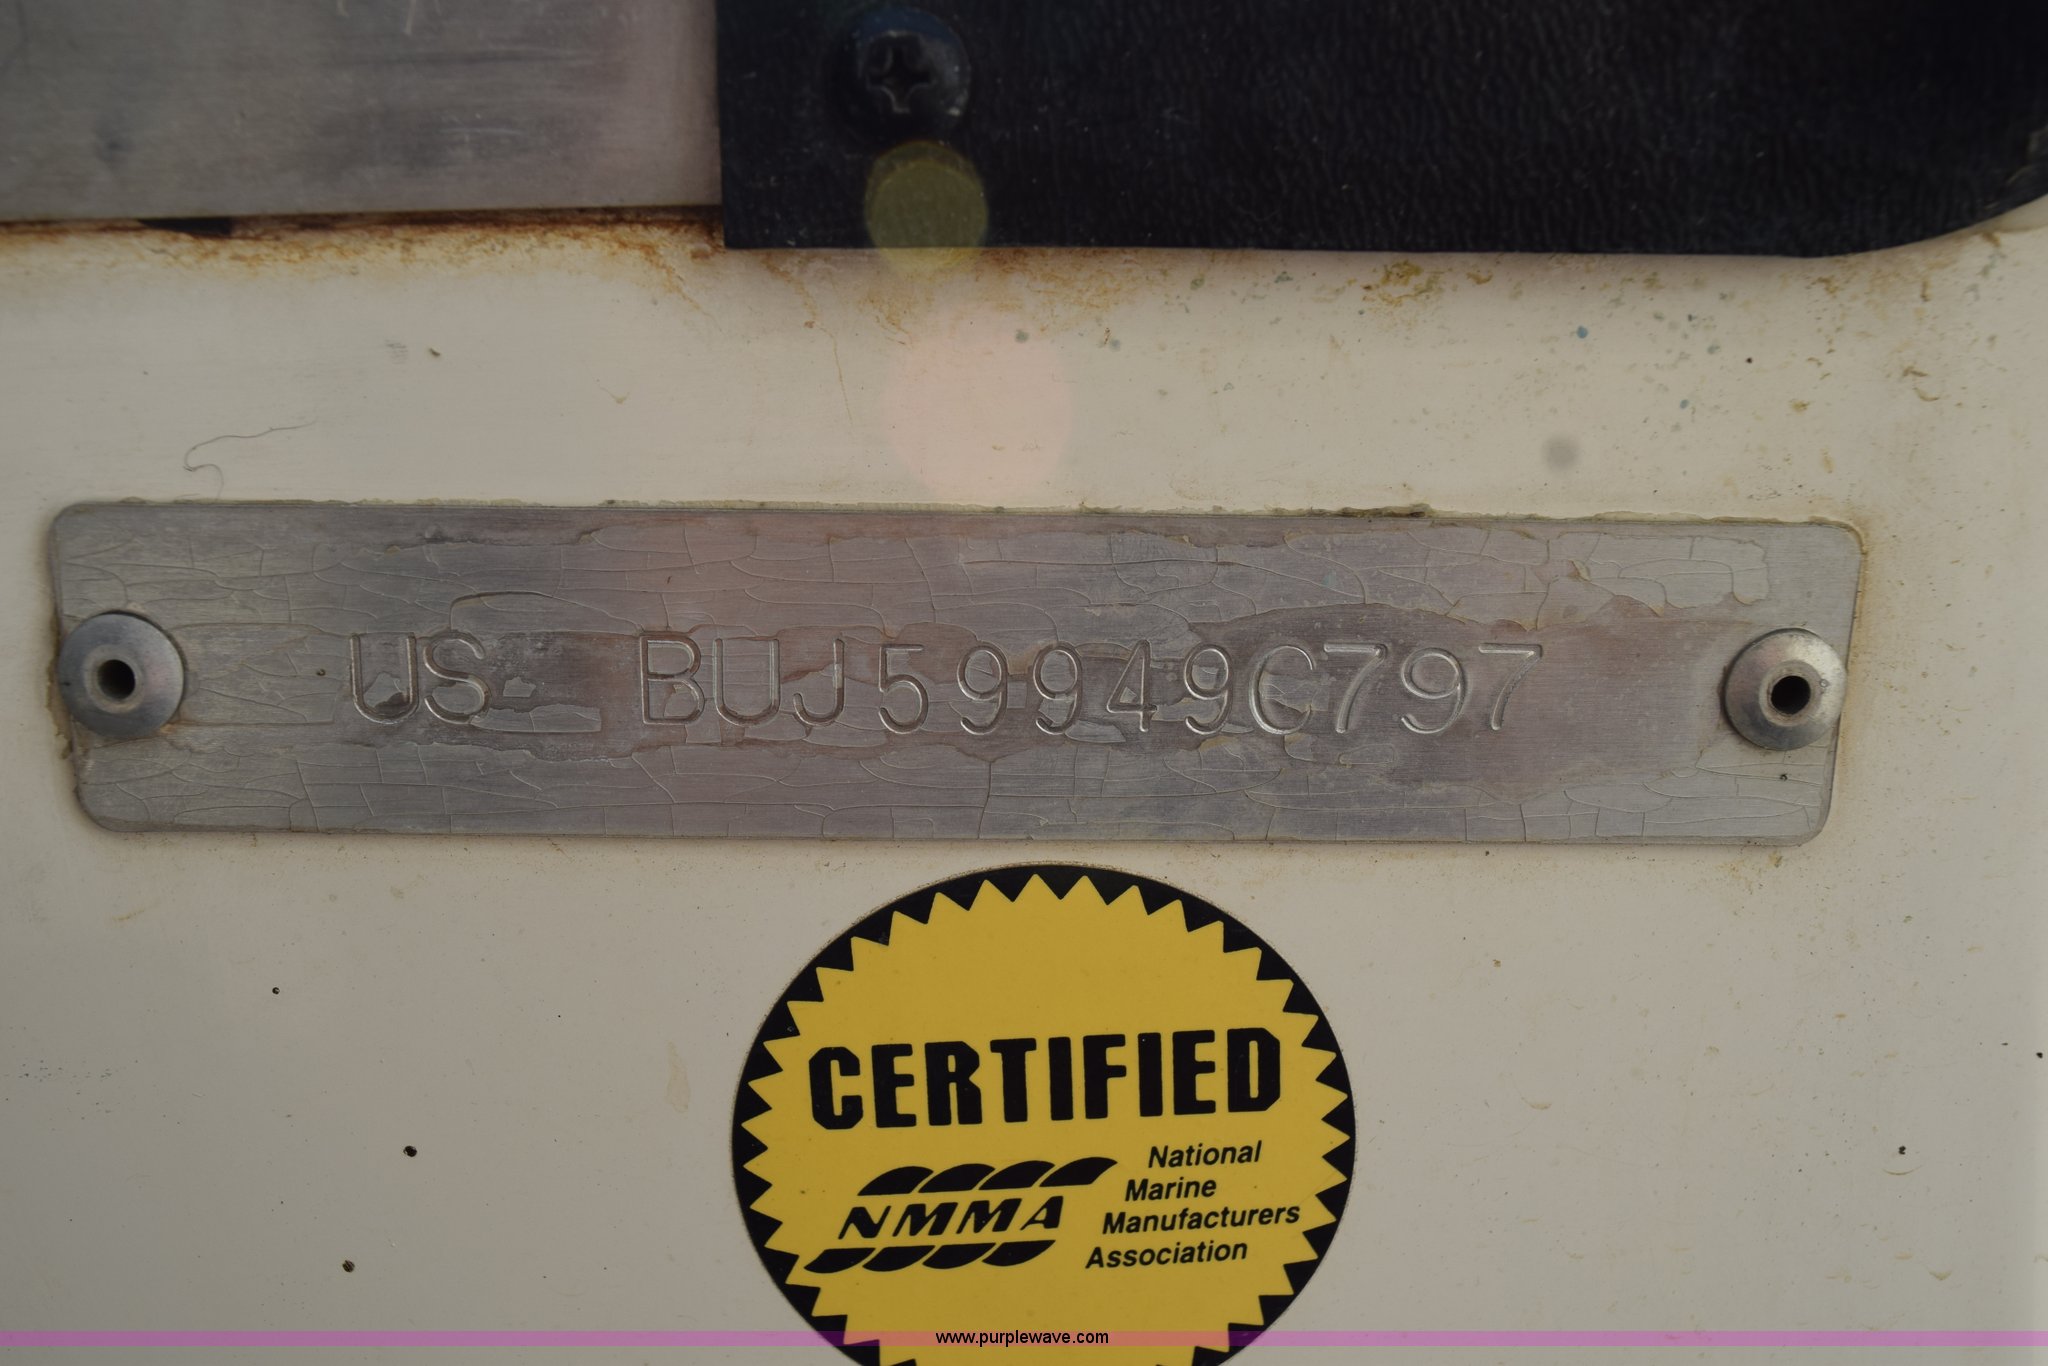 US BUJ59949C797
CERTIFIED
NMMA
National
Marine
Manufacturers
Association
www.purplewave.com